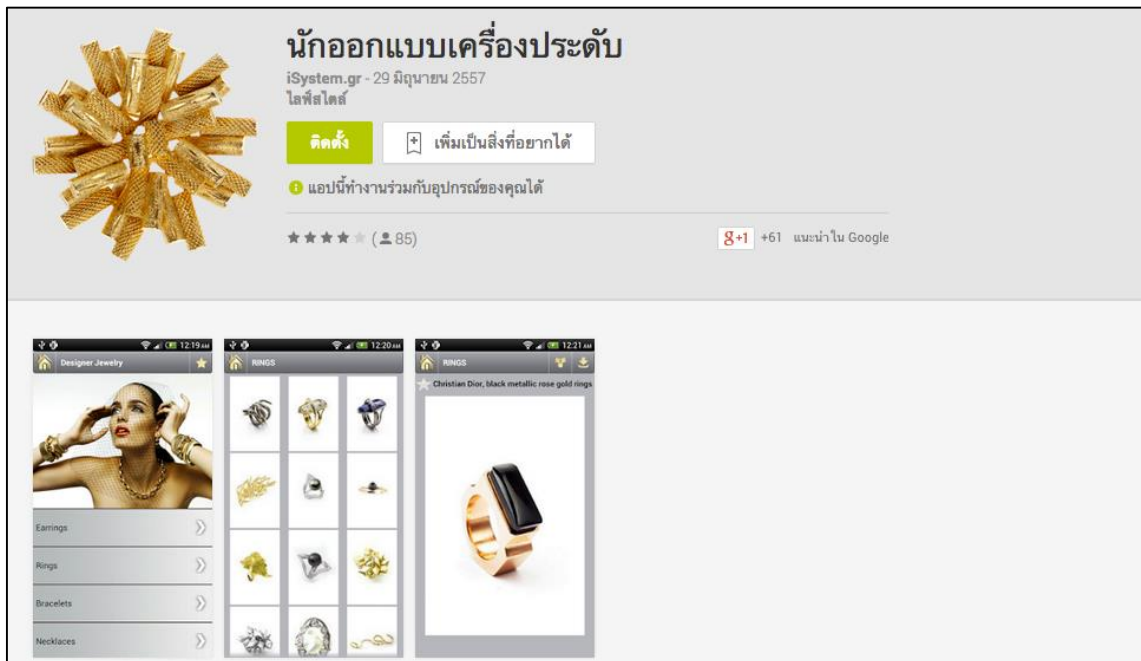 นักออกแบบเครื่องประดับ
iSystem.gr - 29 มิถุนายน 2557
ไลฟ์สไตล์
ติดตั้ง
เพิ่มเป็นสิ่งที่อยากได้
แอปนี้ทำงานร่วมกับอุปกรณ์ของคุณได้
(85)
g+1 +61 แนะนำใน Google
12:19 AM
Designer Jewelry
Earrings
Rings
Bracelets
Necklaces
12:20 AM
RINGS
12:21 AM
RINGS
Christian Dior, black metallic rose gold rings